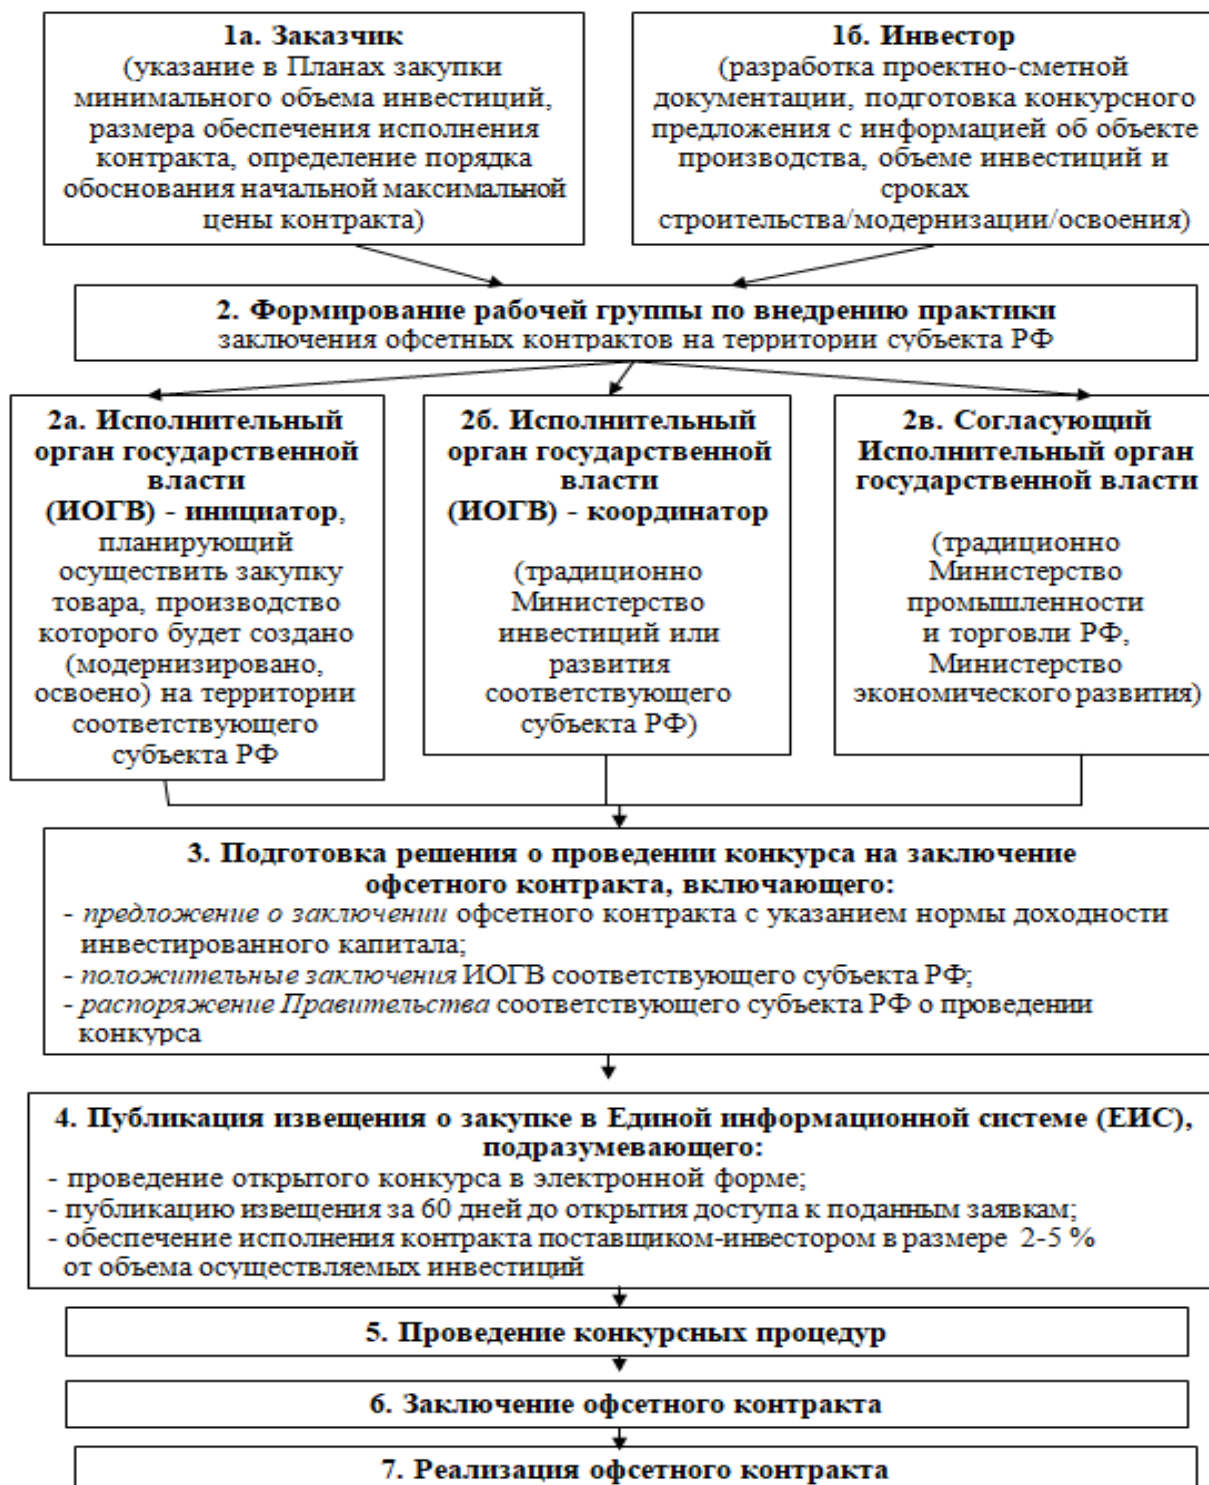 1а. Заказчик
(указание в Планах закупки
минимального объема инвестиций,
размера обеспечения исполнения
контракта, определение порядка
обоснования начальной максимальной
цены контракта)
1б. Инвестор
(разработка проектно-сметной
документации, подготовка конкурсного
предложения с информацией об объекте
производства, объеме инвестиций и
сроках
строительства/модернизации/освоения)
2. Формирование рабочей группы по внедрению практики
заключения офсетных контрактов на территории субъекта РФ
2а. Исполнительный
орган государственной
власти
(ИОГВ) - инициатор,
планирующий
осуществить закупку
товара, производство
которого будет создано
(модернизировано,
освоено) на территории
соответствующего
субъекта РФ
2б. Исполнительный
орган государственной
власти
(ИОГВ) - координатор
(традиционно
Министерство
инвестиций или
развития
соответствующего
субъекта РФ)
2в. Согласующий
Исполнительный орган
государственной власти
(традиционно
Министерство
промышленности
и торговли РФ,
Министерство
экономического развития)
3. Подготовка решения о проведении конкурса на заключение
офсетного контракта, включающего:
- предложение о заключении офсетного контракта с указанием нормы доходности
инвестированного капитала;
- положительные заключения ИОГВ соответствующего субъекта РФ;
- распоряжение Правительства соответствующего субъекта РФ о проведении
конкурса
4. Публикация извещения о закупке в Единой информационной системе (ЕИС),
подразумевающего:
- проведение открытого конкурса в электронной форме;
- публикацию извещения за 60 дней до открытия доступа к поданным заявкам;
- обеспечение исполнения контракта поставщиком-инвестором в размере 2-5 %
от объема осуществляемых инвестиций
5. Проведение конкурсных процедур
6. Заключение офсетного контракта
7. Реализация офсетного контракта